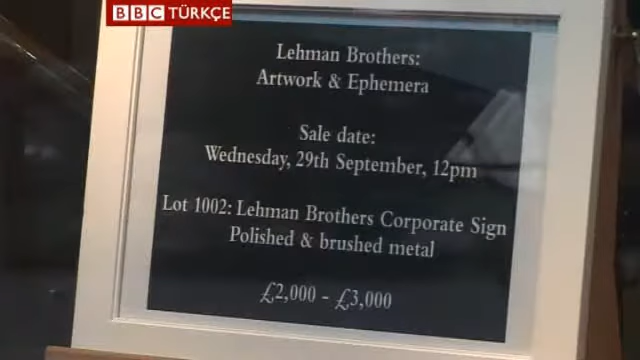 BBC TÜRKÇE
Lehman Brothers:
Artwork & Ephemera
Sale date:
Wednesday, 29th September, 12pm
Lot 1002: Lehman Brothers Corporate Sign
Polished & brushed metal
£2,000 - £3,000